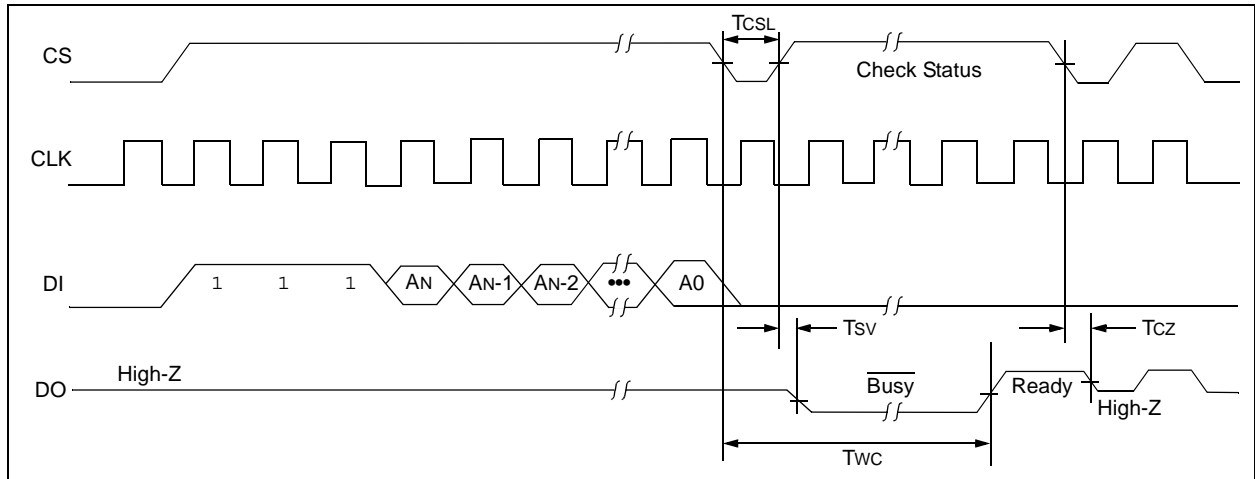 TCSL
CS
Check Status
CLK
DI
1 1 1 AN AN-1 AN-2 ••• A0
TSV
TCZ
High-Z
DO
Busy
Ready
High-Z
TWC